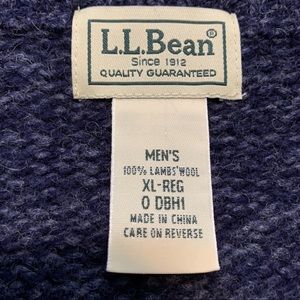 L.L.Bean®
Since 1912
QUALITY GUARANTEED
MEN'S
100% LAMBS' WOOL
XL-REG
0 DBH1
MADE IN CHINA
CARE ON REVERSE